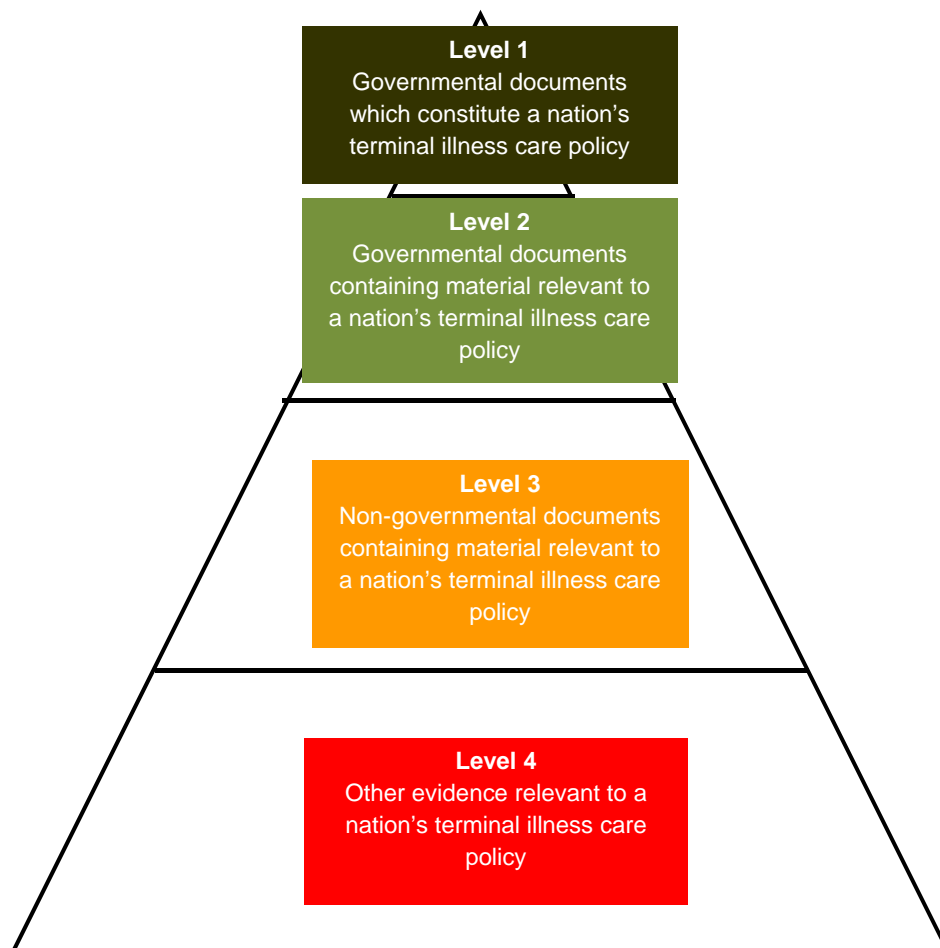 Level 1
Governmental documents
which constitute a nation’s
terminal illness care policy
Level 2
Governmental documents
containing material relevant to
a nation’s terminal illness care
policy
Level 3
Non-governmental documents
containing material relevant to
a nation’s terminal illness care
policy
Level 4
Other evidence relevant to a
nation’s terminal illness care
policy